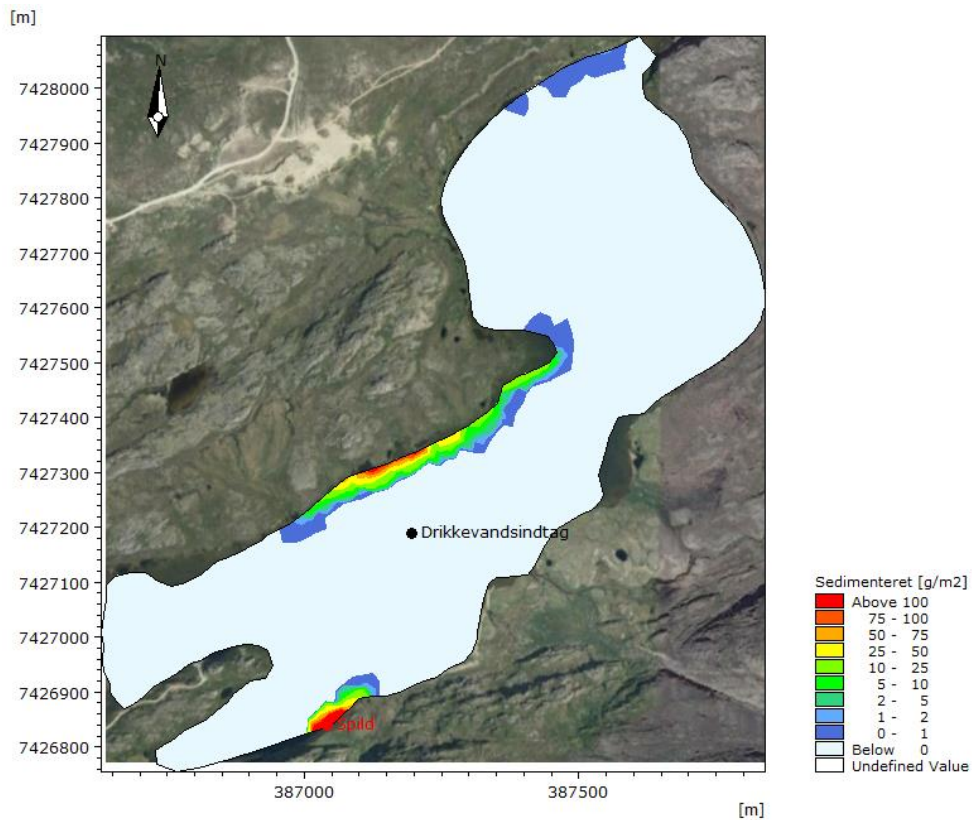 [m]
N
7428000
7427900
7427800
7427700
7427600
7427500
7427400
7427300
7427200
7427100
7427000
7426900
7426800
Drikkevandsindtag
Spild
387000
387500
[m]
Sedimenteret [g/m2]
Above 100
75 - 100
50 - 75
25 - 50
10 - 25
5 - 10
2 - 5
1 - 2
0 - 1
Below 0
Undefined Value